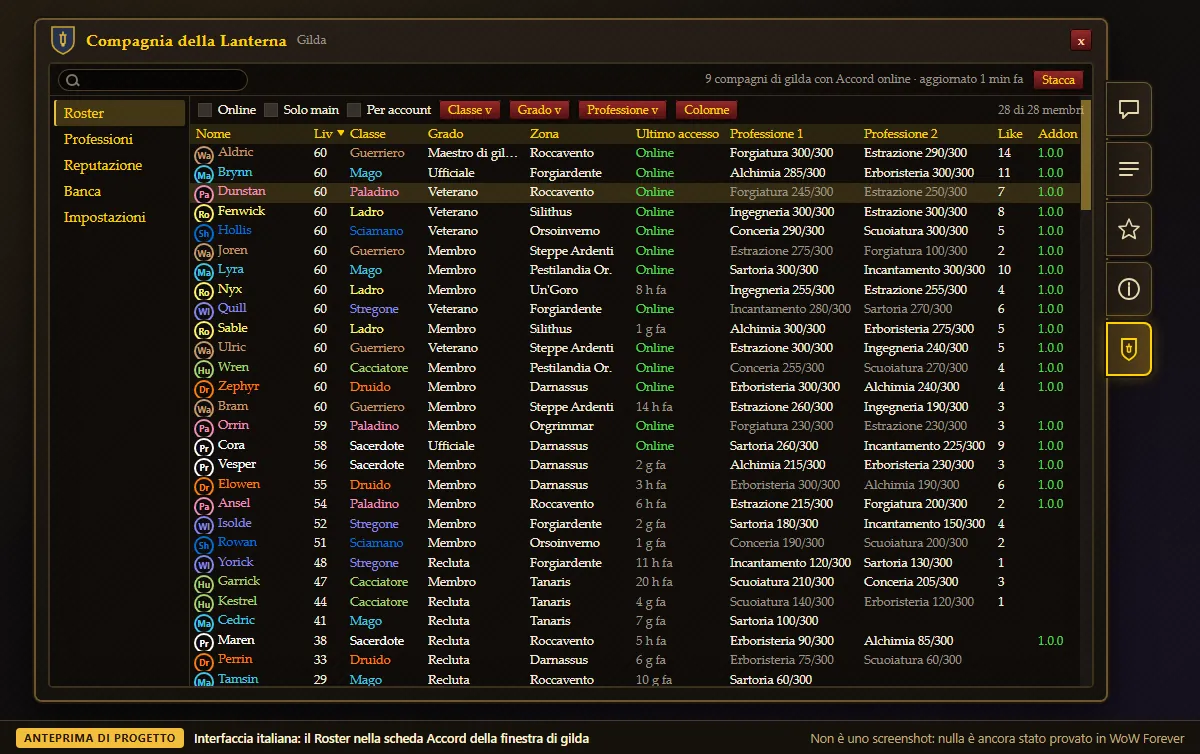 Compagnia della Lanterna Gilda x
9 compagni di gilda con Accord online · aggiornato 1 min fa Stacca
Roster
Professioni
Reputazione
Banca
Impostazioni
Online Solo main Per account Classe v Grado v Professione v Colonne 28 di 28 membri
Nome Liv ▼ Classe Grado Zona Ultimo accesso Professione 1 Professione 2 Like Addon
Wa Aldric 60 Guerriero Maestro di gil... Roccavento Online Forgiatura 300/300 Estrazione 290/300 14 1.0.0
Ma Brynn 60 Mago Ufficiale Forgiardente Online Alchimia 285/300 Erboristeria 300/300 11 1.0.0
Pa Dunstan 60 Paladino Veterano Roccavento Online Forgiatura 245/300 Estrazione 250/300 7 1.0.0
Ro Fenwick 60 Ladro Veterano Silithus Online Ingegneria 300/300 Estrazione 300/300 8 1.0.0
Sh Hollis 60 Sciamano Veterano Orsoinverno Online Conceria 290/300 Scuoiatura 300/300 5 1.0.0
Wa Joren 60 Guerriero Membro Steppe Ardenti Online Estrazione 275/300 Forgiatura 100/300 2 1.0.0
Ma Lyra 60 Mago Membro Pestilandia Or. Online Sartoria 300/300 Incantamento 300/300 10 1.0.0
Ro Nyx 60 Ladro Membro Un'Goro 8 h fa Ingegneria 255/300 Estrazione 255/300 4 1.0.0
Wl Quill 60 Stregone Veterano Forgiardente Online Incantamento 280/300 Sartoria 270/300 6 1.0.0
Ro Sable 60 Ladro Membro Silithus 1 g fa Alchimia 300/300 Erboristeria 275/300 5 1.0.0
Wa Ulric 60 Guerriero Veterano Steppe Ardenti Online Estrazione 300/300 Ingegneria 240/300 5 1.0.0
Hu Wren 60 Cacciatore Membro Pestilandia Or. Online Conceria 255/300 Scuoiatura 270/300 4 1.0.0
Dr Zephyr 60 Druido Membro Darnassus Online Erboristeria 300/300 Alchimia 240/300 4 1.0.0
Wa Bram 60 Guerriero Membro Steppe Ardenti 14 h fa Estrazione 260/300 Ingegneria 190/300 3
Pa Orrin 59 Paladino Membro Orgrimmar Online Forgiatura 230/300 Estrazione 230/300 3 1.0.0
Pr Cora 58 Sacerdote Ufficiale Darnassus Online Sartoria 260/300 Incantamento 225/300 9 1.0.0
Pr Vesper 56 Sacerdote Membro Darnassus 2 g fa Alchimia 215/300 Erboristeria 230/300 3 1.0.0
Dr Elowen 55 Druido Membro Darnassus 3 h fa Erboristeria 300/300 Alchimia 190/300 6 1.0.0
Pa Ansel 54 Paladino Membro Roccavento 6 h fa Estrazione 215/300 Forgiatura 200/300 2 1.0.0
Wl Isolde 52 Stregone Membro Forgiardente 2 g fa Sartoria 180/300 Incantamento 150/300 4
Sh Rowan 51 Sciamano Membro Orsoinverno 1 g fa Conceria 190/300 Scuoiatura 200/300 2
Wl Yorick 48 Stregone Recluta Forgiardente 11 h fa Incantamento 120/300 Sartoria 130/300 1
Hu Garrick 47 Cacciatore Membro Tanaris 20 h fa Scuoiatura 210/300 Conceria 205/300 3
Hu Kestrel 44 Cacciatore Recluta Tanaris 4 g fa Scuoiatura 140/300 Erboristeria 120/300 1
Ma Cedric 41 Mago Recluta Tanaris 7 g fa Sartoria 100/300
Pr Maren 38 Sacerdote Recluta Roccavento 5 h fa Erboristeria 90/300 Alchimia 85/300 1.0.0
Dr Perrin 33 Druido Recluta Darnassus 6 g fa Erboristeria 75/300 Scuoiatura 60/300
Ma Tamsin 29 Mago Recluta Roccavento 10 g fa Sartoria 60/300
ANTEPRIMA DI PROGETTO Interfaccia italiana: il Roster nella scheda Accord della finestra di gilda Non è uno screenshot: nulla è ancora stato provato in WoW Forever